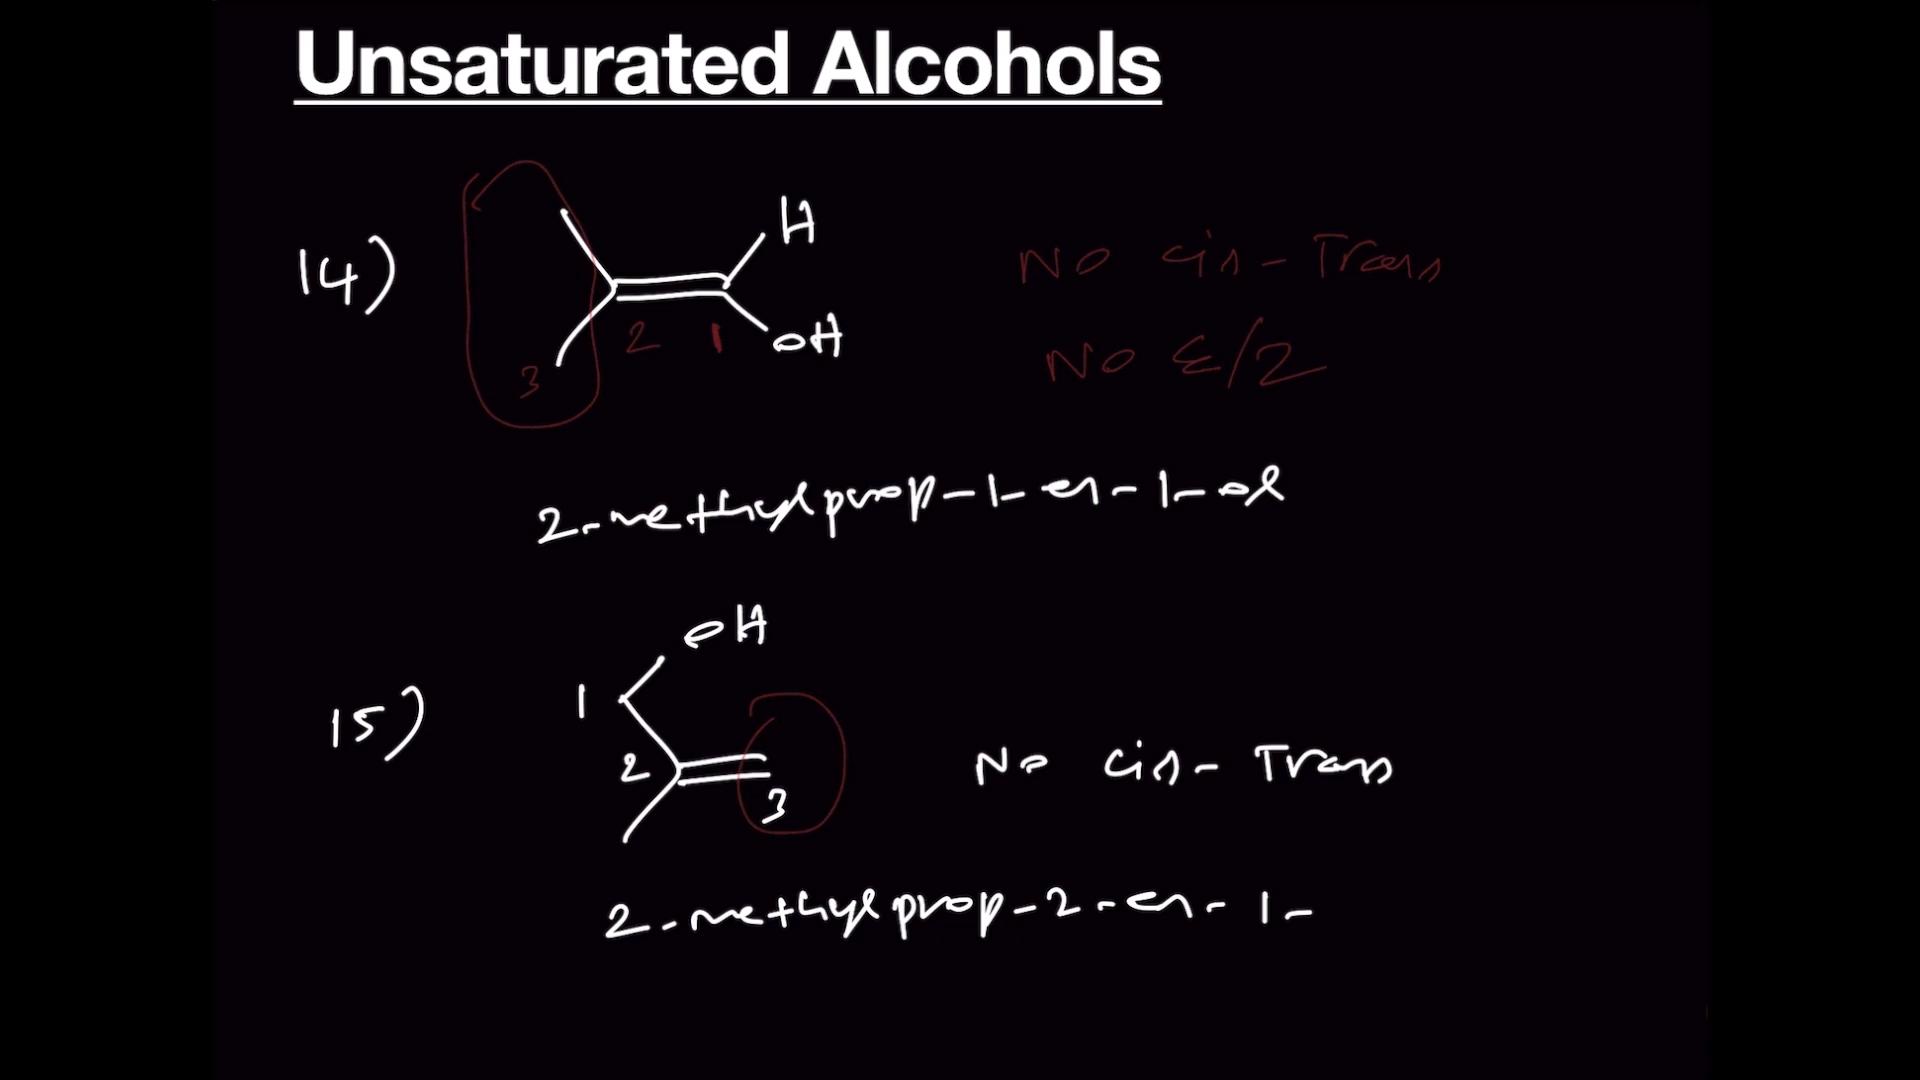 Unsaturated Alcohols
14)
H
OH
2 1
3
No cis-Trans
No E/Z
2-methylprop-1-en-1-ol
15)
OH
1
2
3
No cis-Trans
2-methylprop-2-en-1-